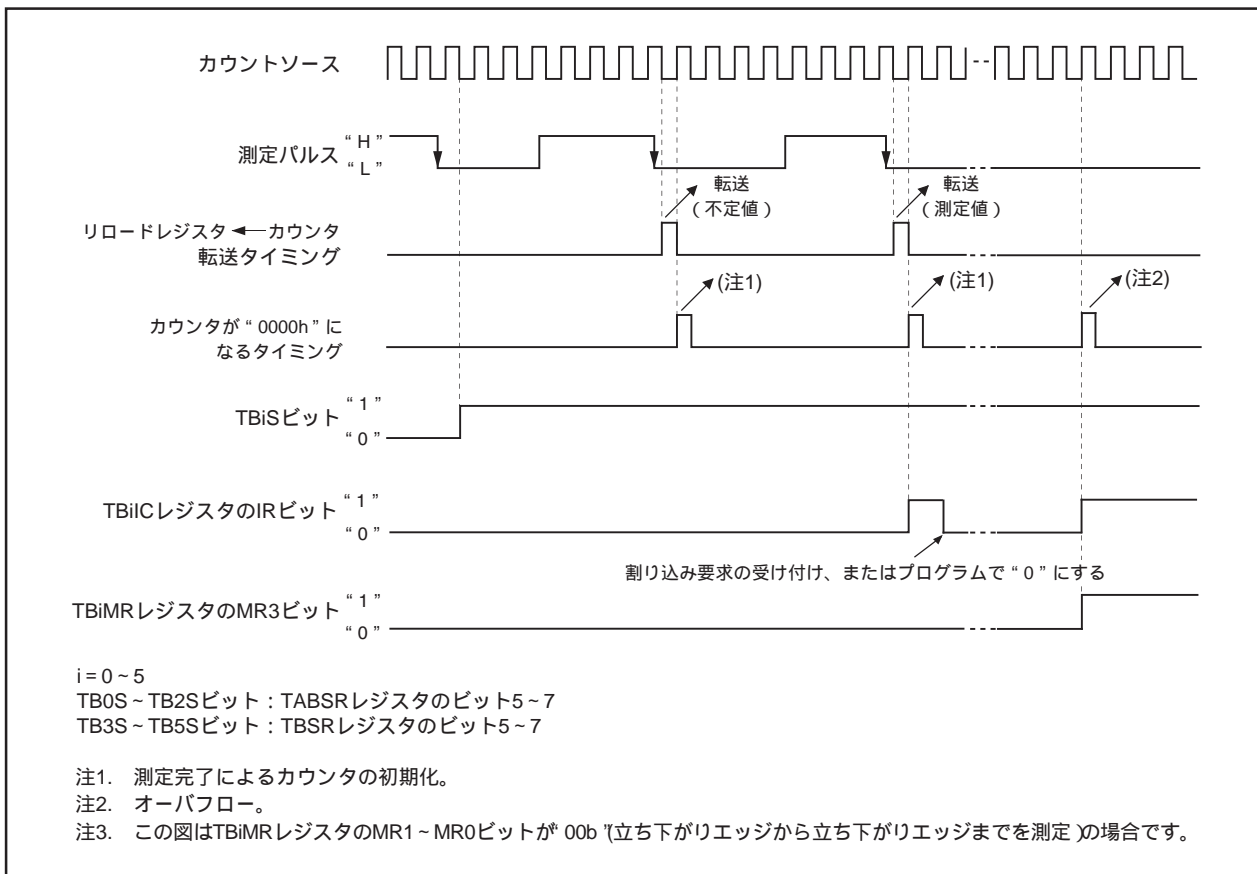 カウントソース
測定パルス
“ H ”
“ L ”
転送
( 不定値 )
転送
( 測定値 )
リロードレジスタ ← カウンタ
転送タイミング
(注1)
(注1)
(注2)
カウンタが “ 0000h ” に
なるタイミング
TBiSビット
“ 1 ”
“ 0 ”
TBiICレジスタのIRビット
“ 1 ”
“ 0 ”
割り込み要求の受け付け、またはプログラムで “ 0 ” にする
TBiMRレジスタのMR3ビット
“ 1 ”
“ 0 ”
i = 0 ~ 5
TB0S ~ TB2Sビット : TABSRレジスタのビット5 ~ 7
TB3S ~ TB5Sビット : TBSRレジスタのビット5 ~ 7
注1. 測定完了によるカウンタの初期化。
注2. オーバフロー。
注3. この図はTBiMRレジスタのMR1 ~ MR0ビットが“ 00b ”(立ち下がりエッジから立ち下がりエッジまでを測定 )の場合です。